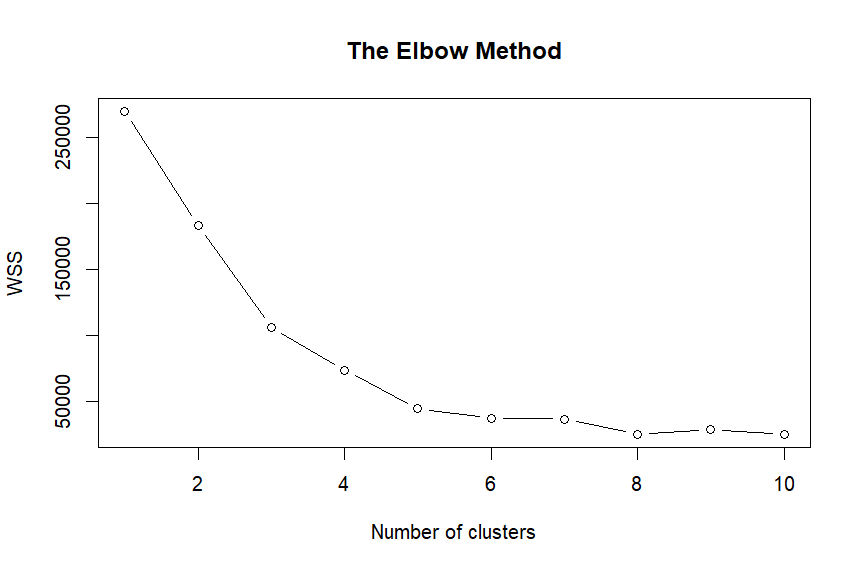 The Elbow Method
250000
150000
50000
WSS
2 4 6 8 10
Number of clusters